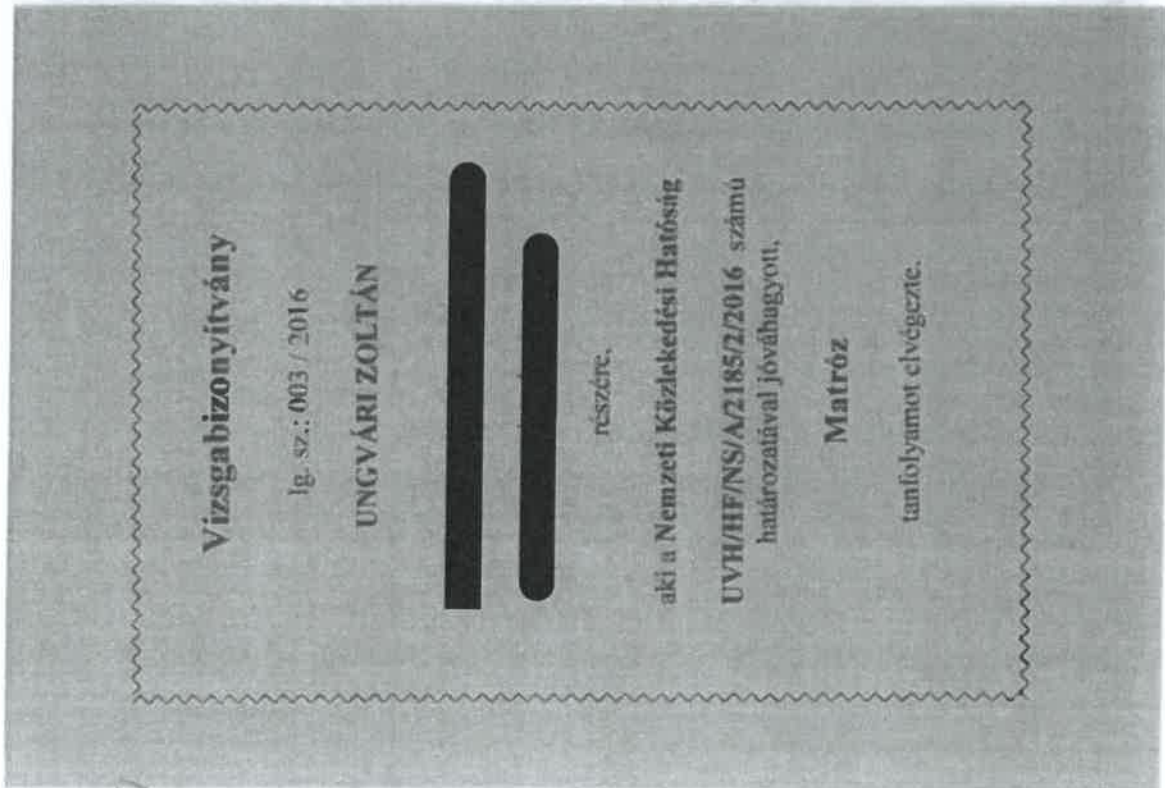 Vizsgabizonyítvány
Ig. sz.: 003 / 2016
UNGVÁRI ZOLTÁN
részére,
aki a Nemzeti Közlekedési Hatóság
UVH/HF/NS/A/2185/2/2016 számú
határozatával jóváhagyott,
Matróz
tanfolyamot elvégezte.